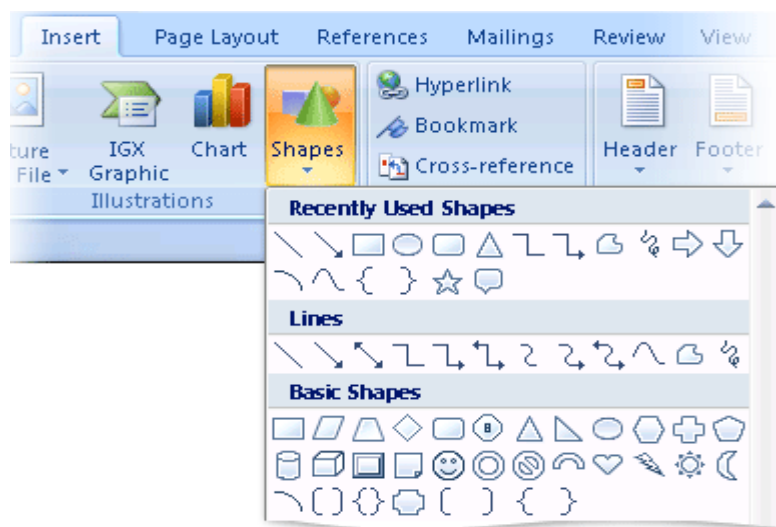 Insert Page Layout References Mailings Review View
Hyperlink
Bookmark
Cross-reference
ture
File
IGX
Graphic
Chart
Shapes
Header
Footer
Illustrations
Recently Used Shapes
Lines
Basic Shapes